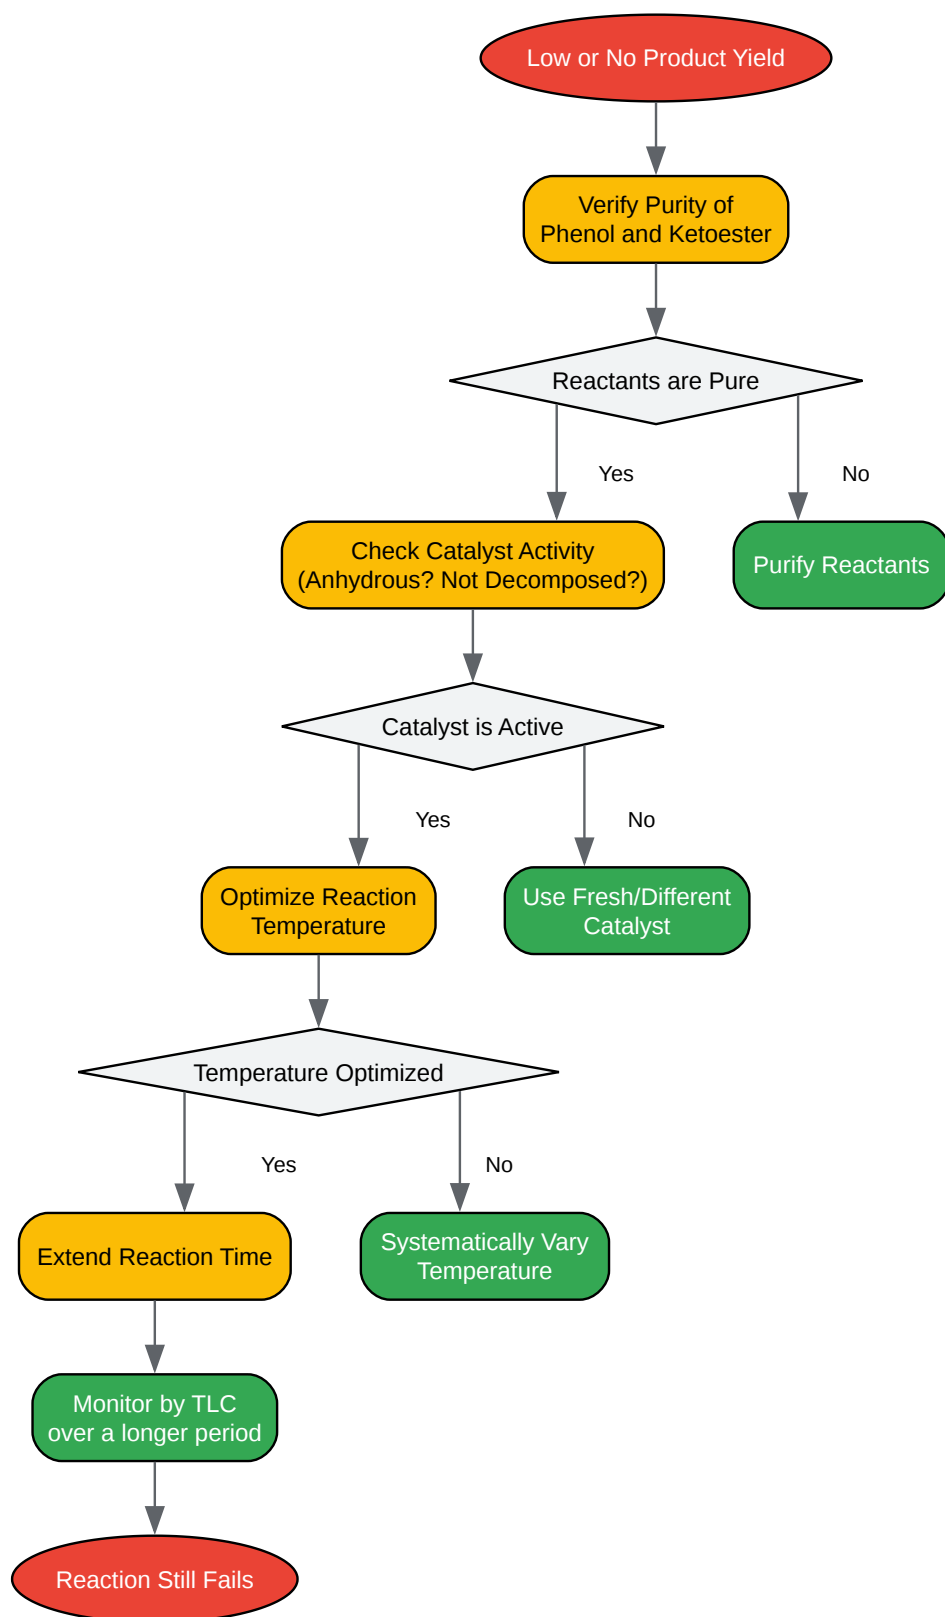 Low or No Product Yield
Verify Purity of
Phenol and Ketoester
Reactants are Pure
Yes
No
Check Catalyst Activity
(Anhydrous? Not Decomposed?)
Purify Reactants
Catalyst is Active
Yes
No
Optimize Reaction
Temperature
Use Fresh/Different
Catalyst
Temperature Optimized
Yes
No
Extend Reaction Time
Systematically Vary
Temperature
Monitor by TLC
over a longer period
Reaction Still Fails